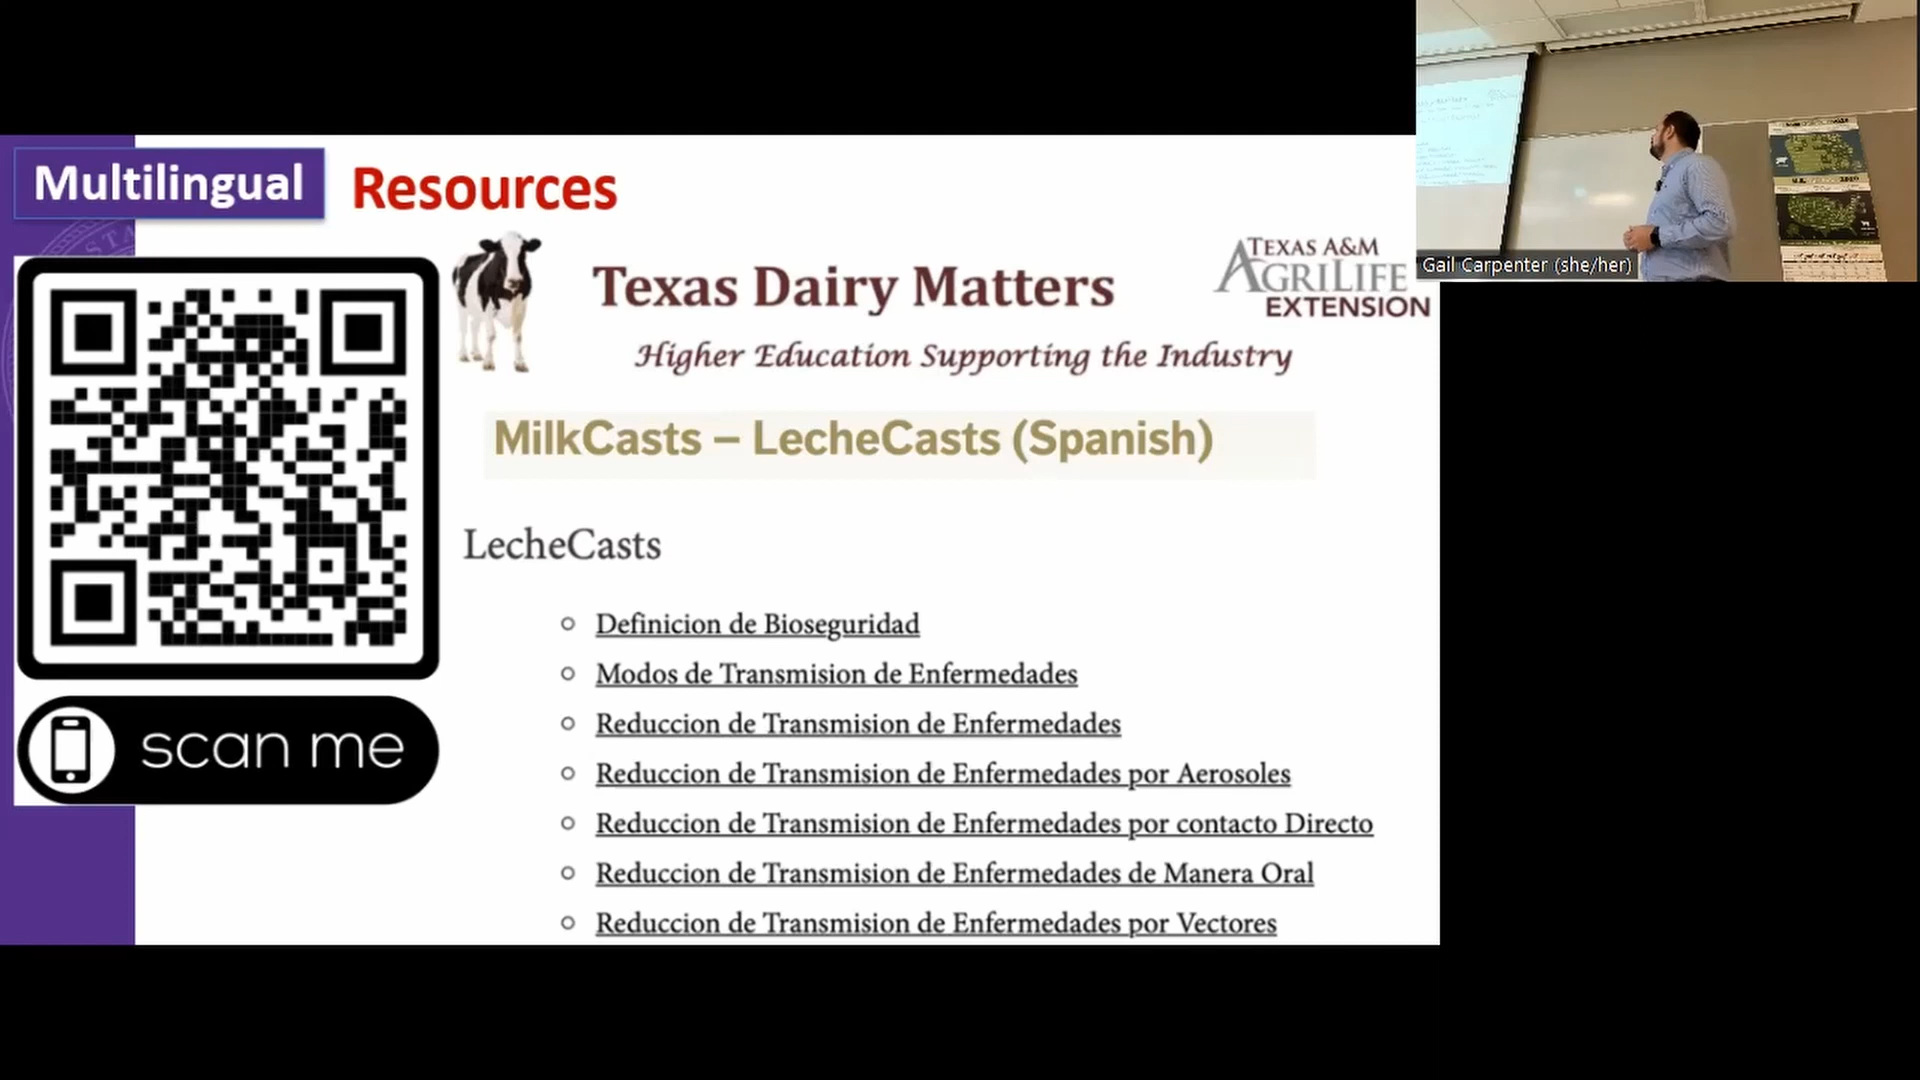 Multilingual Resources
Texas Dairy Matters
Higher Education Supporting the Industry
TEXAS A&M
AGRILIFE
EXTENSION
MilkCasts – LecheCasts (Spanish)
LecheCasts
Definicion de Bioseguridad
Modos de Transmision de Enfermedades
Reduccion de Transmision de Enfermedades
Reduccion de Transmision de Enfermedades por Aerosoles
Reduccion de Transmision de Enfermedades por contacto Directo
Reduccion de Transmision de Enfermedades de Manera Oral
Reduccion de Transmision de Enfermedades por Vectores
scan me
Gail Carpenter (she/her)